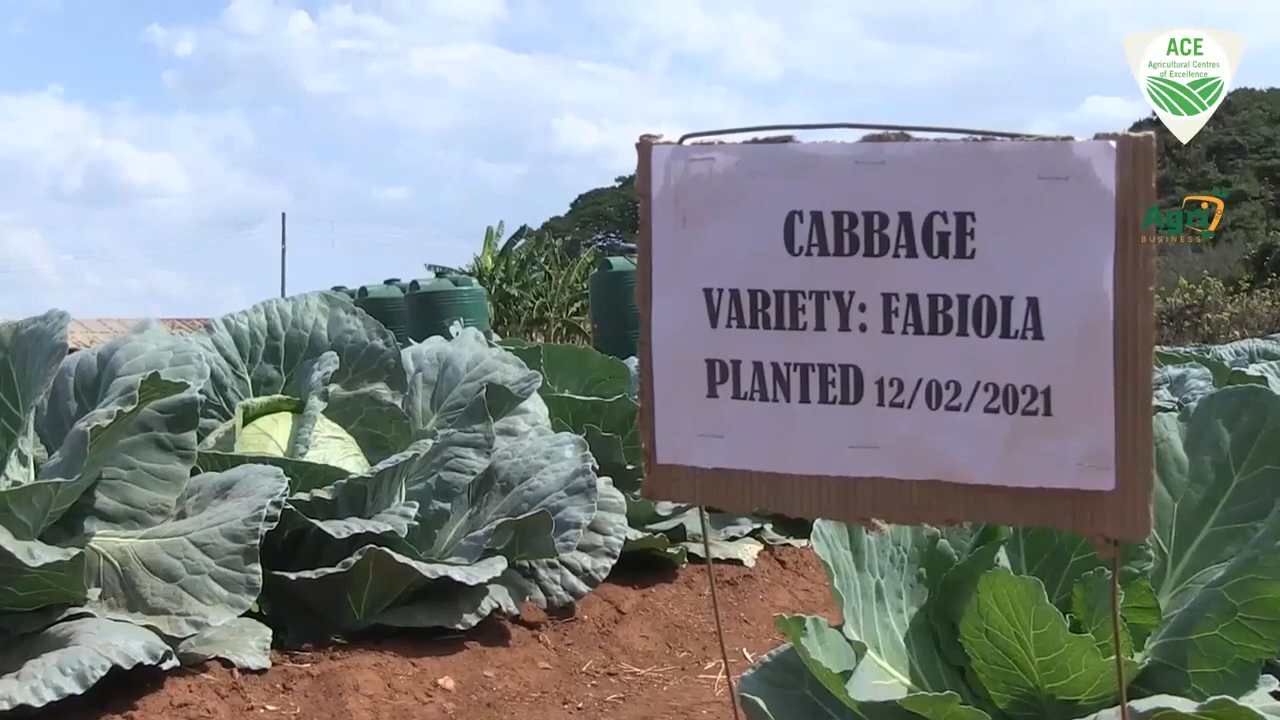 ACE
Agricultural Centres
of Excellence
Agri
BUSINESS
CABBAGE
VARIETY: FABIOLA
PLANTED 12/02/2021